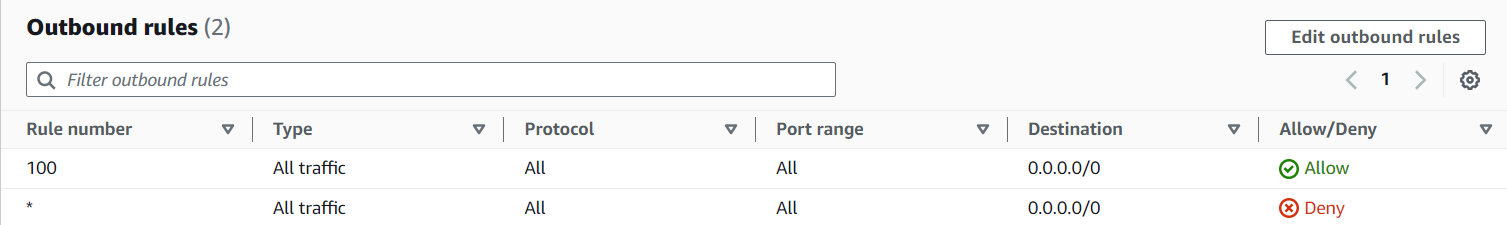 Outbound rules (2)
Edit outbound rules
Filter outbound rules
1
Rule number Type Protocol Port range Destination Allow/Deny
100 All traffic All All 0.0.0.0/0 Allow
* All traffic All All 0.0.0.0/0 Deny